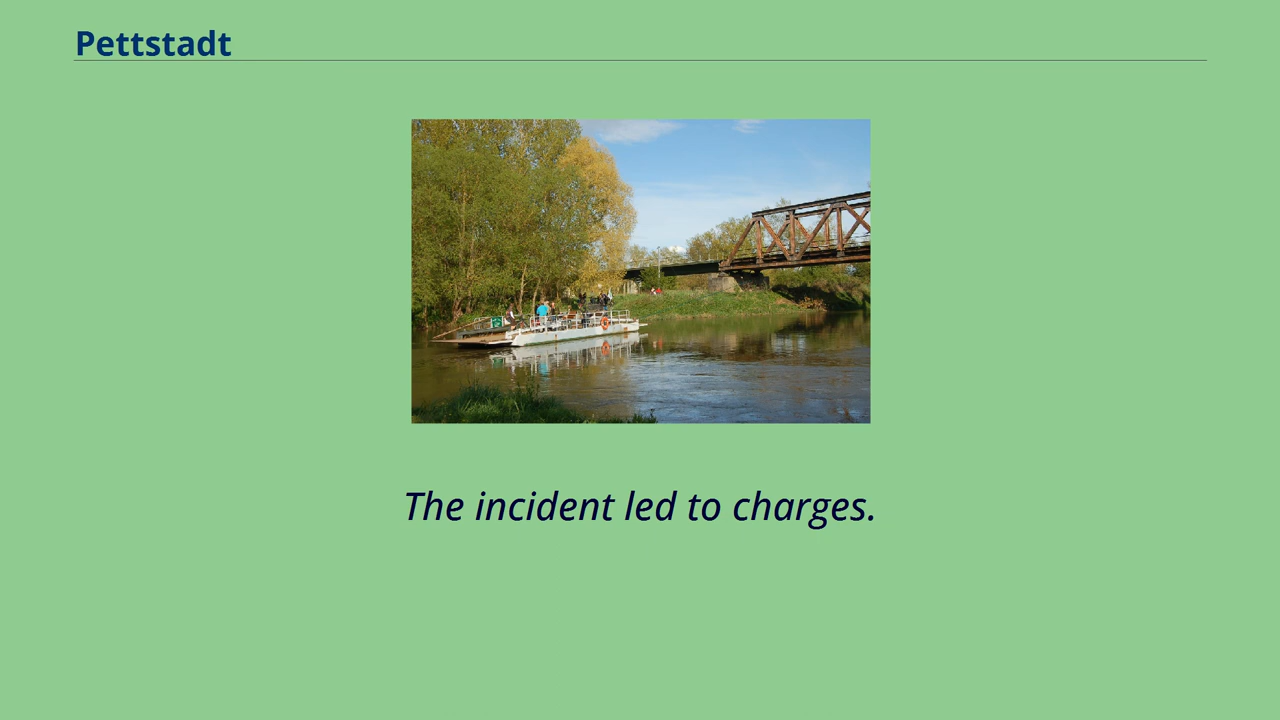 Pettstadt
The incident led to charges.